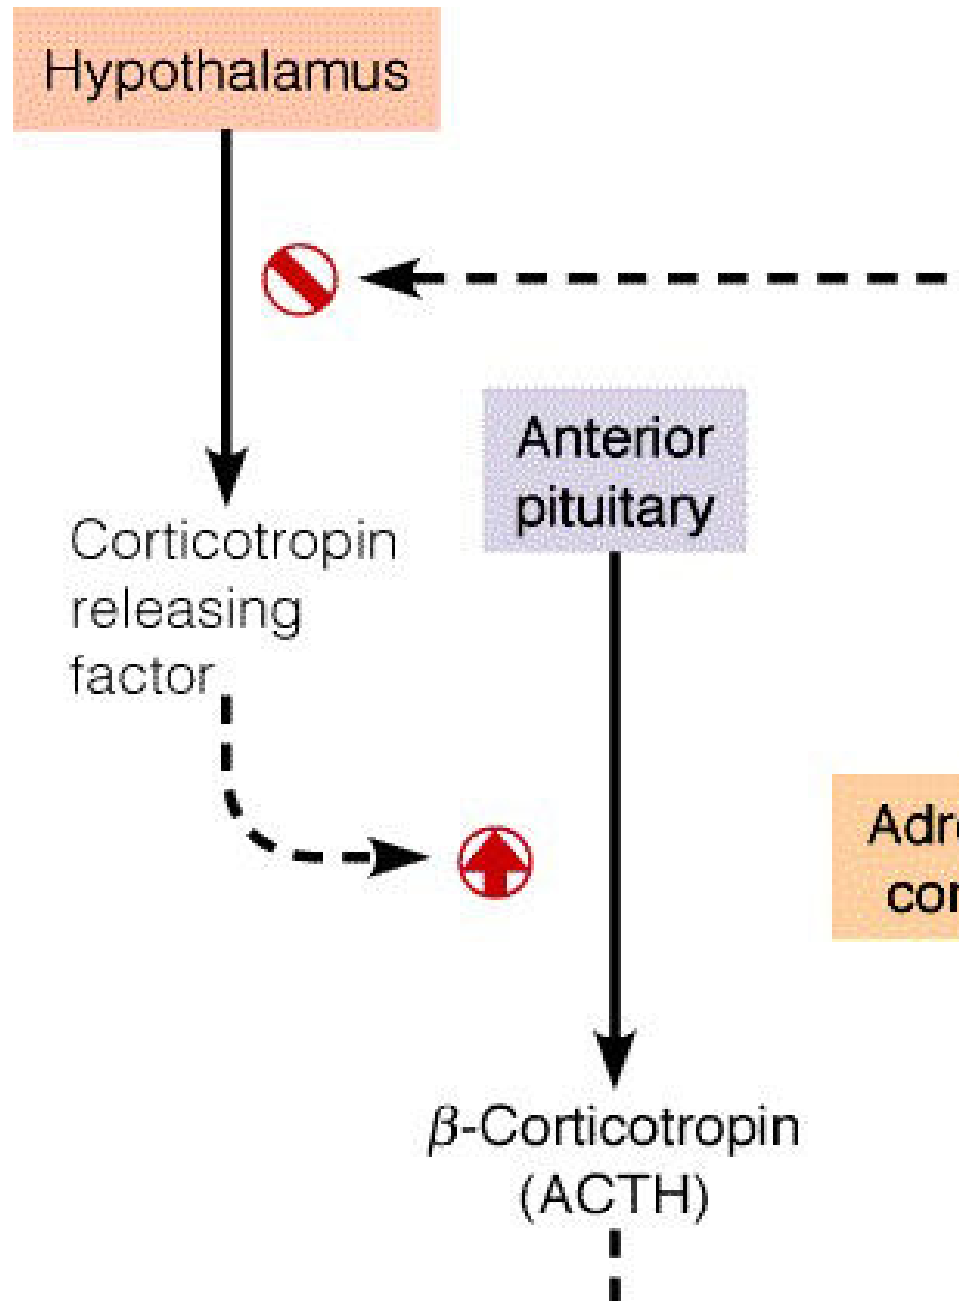 Hypothalamus
Anterior
pituitary
Corticotropin
releasing
factor
β-Corticotropin
(ACTH)